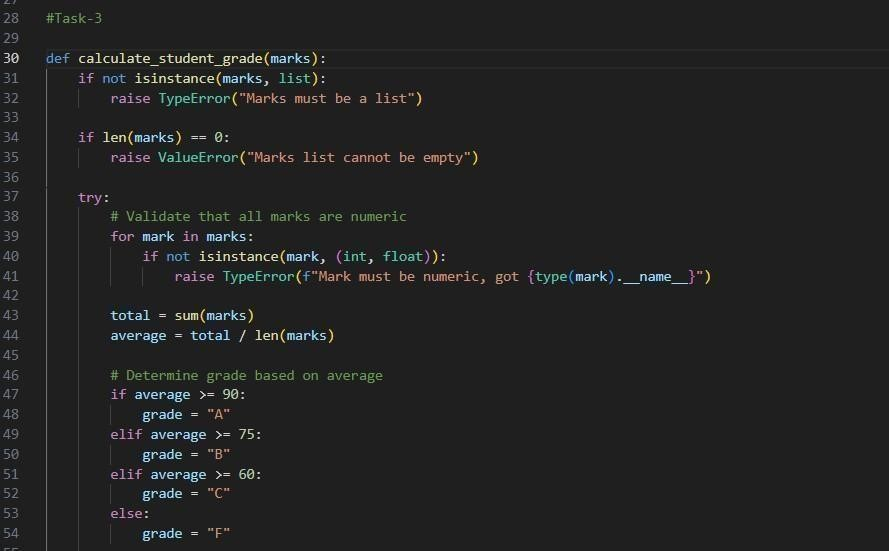 28 #Task-3
29
30 def calculate_student_grade(marks):
31 if not isinstance(marks, list):
32 raise TypeError("Marks must be a list")
33
34 if len(marks) == 0:
35 raise ValueError("Marks list cannot be empty")
36
37 try:
38 # Validate that all marks are numeric
39 for mark in marks:
40 if not isinstance(mark, (int, float)):
41 raise TypeError(f"Mark must be numeric, got {type(mark).__name__}")
42
43 total = sum(marks)
44 average = total / len(marks)
45
46 # Determine grade based on average
47 if average >= 90:
48 grade = "A"
49 elif average >= 75:
50 grade = "B"
51 elif average >= 60:
52 grade = "C"
53 else:
54 grade = "F"